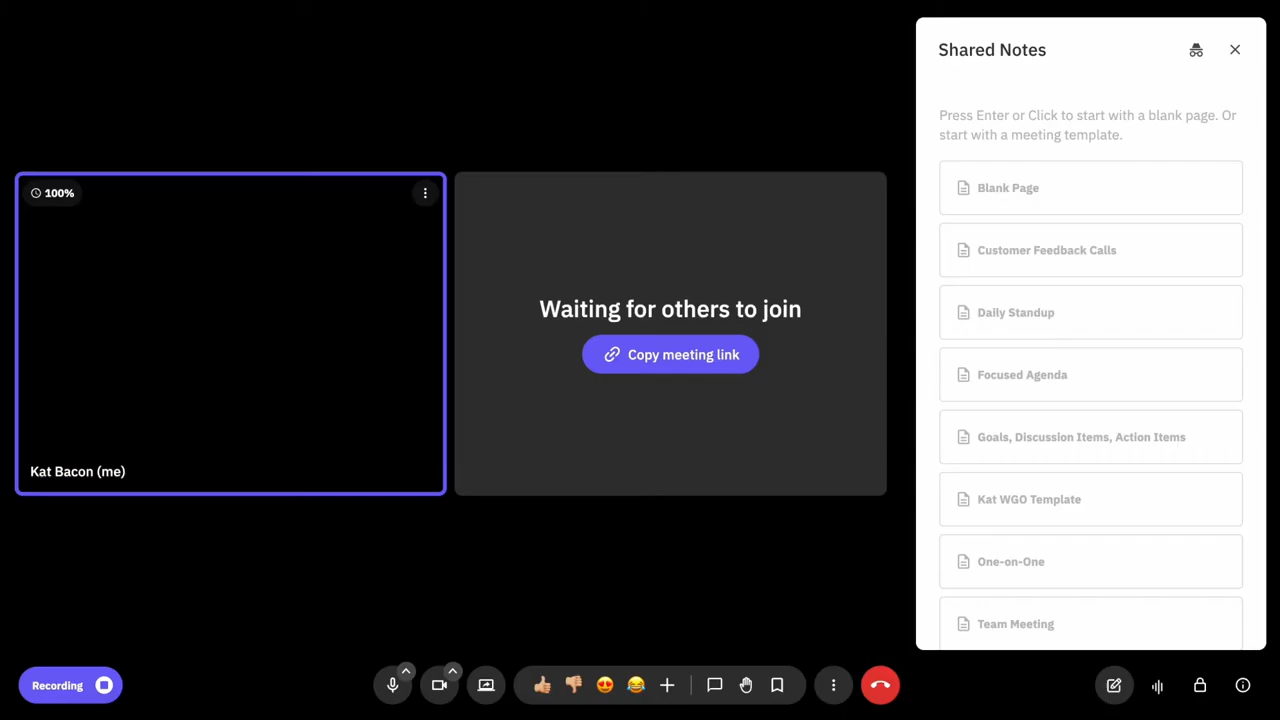 100%
Kat Bacon (me)
Waiting for others to join
Copy meeting link
Shared Notes
Press Enter or Click to start with a blank page. Or
start with a meeting template.
Blank Page
Customer Feedback Calls
Daily Standup
Focused Agenda
Goals, Discussion Items, Action Items
Kat WGO Template
One-on-One
Team Meeting
Recording